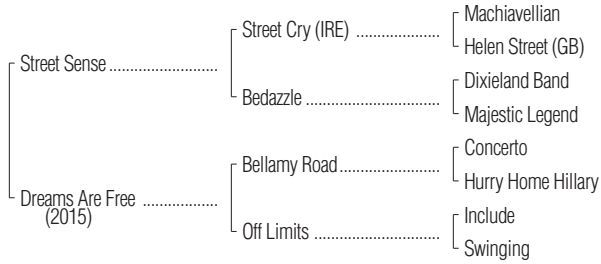 Machiavellian
Street Cry (IRE) ..................
Helen Street (GB)
Street Sense ........................
Dixieland Band
Bedazzle .............................
Majestic Legend
Concerto
Bellamy Road.....................
Hurry Home Hillary
Dreams Are Free ................
(2015)
Include
Off Limits ...........................
Swinging